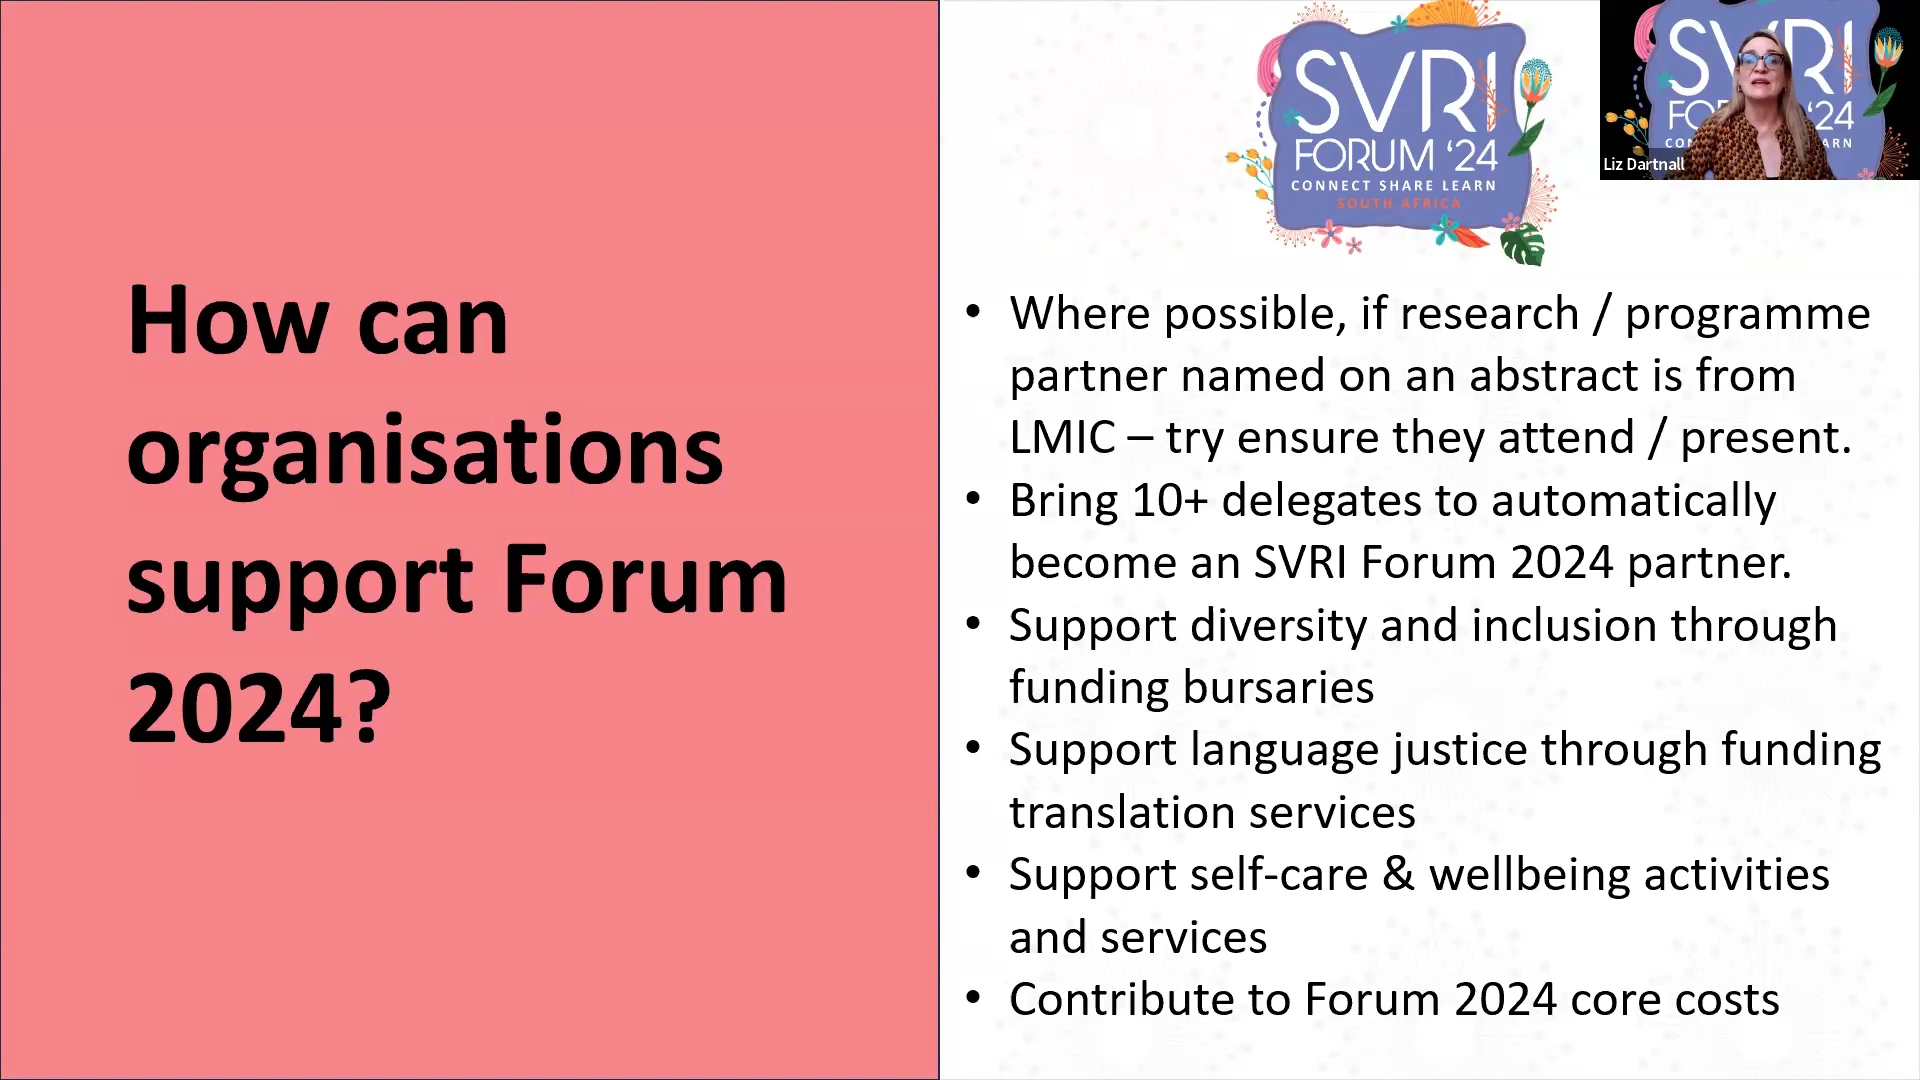 How can
organisations
support Forum
2024?
SVRI
FORUM ‘24
CONNECT SHARE LEARN
SOUTH AFRICA
• Where possible, if research / programme
partner named on an abstract is from
LMIC – try ensure they attend / present.
• Bring 10+ delegates to automatically
become an SVRI Forum 2024 partner.
• Support diversity and inclusion through
funding bursaries
• Support language justice through funding
translation services
• Support self-care & wellbeing activities
and services
• Contribute to Forum 2024 core costs
Liz Dartnall